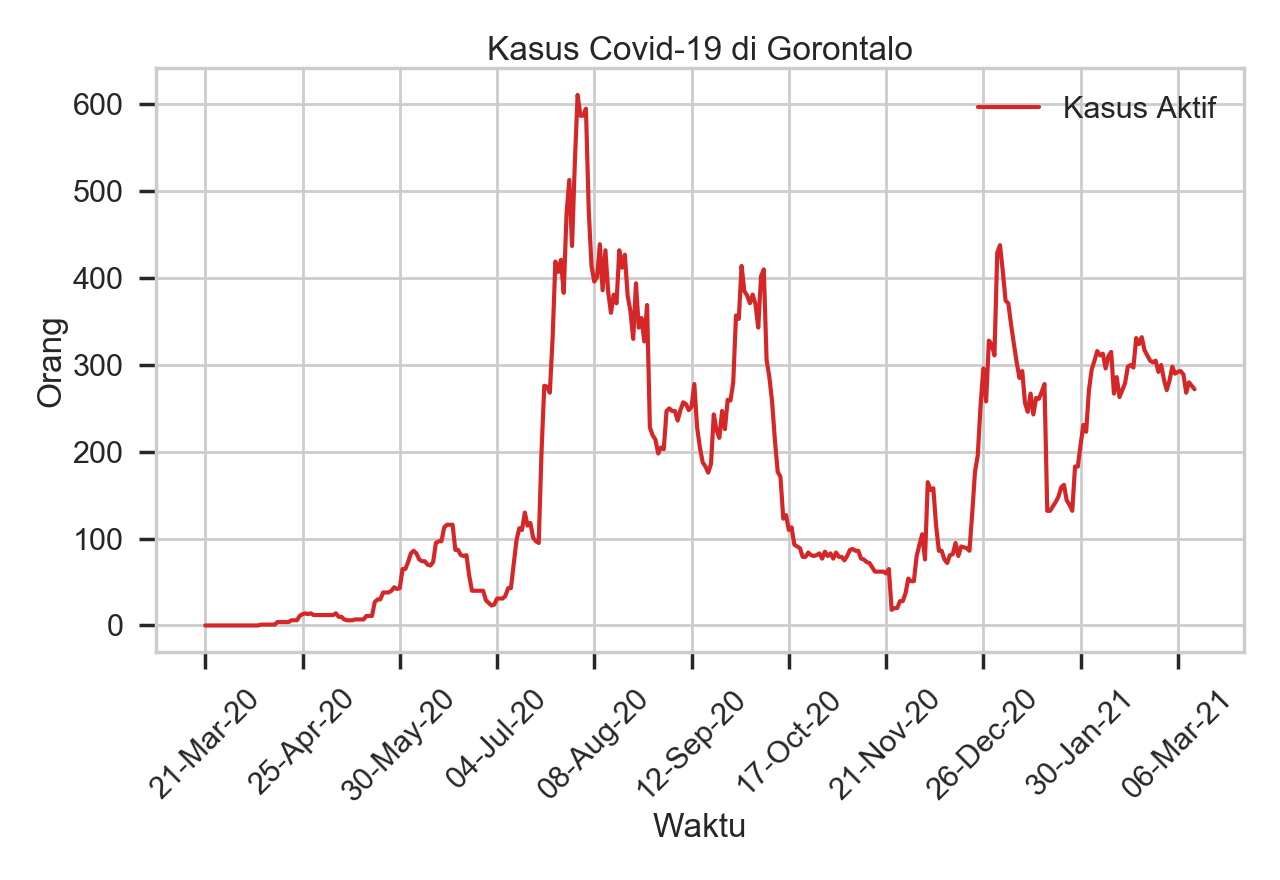 Kasus Covid-19 di Gorontalo
Kasus Aktif
600
500
400
300
200
100
0
Orang
21-Mar-20
25-Apr-20
30-May-20
04-Jul-20
08-Aug-20
12-Sep-20
17-Oct-20
21-Nov-20
26-Dec-20
30-Jan-21
06-Mar-21
Waktu